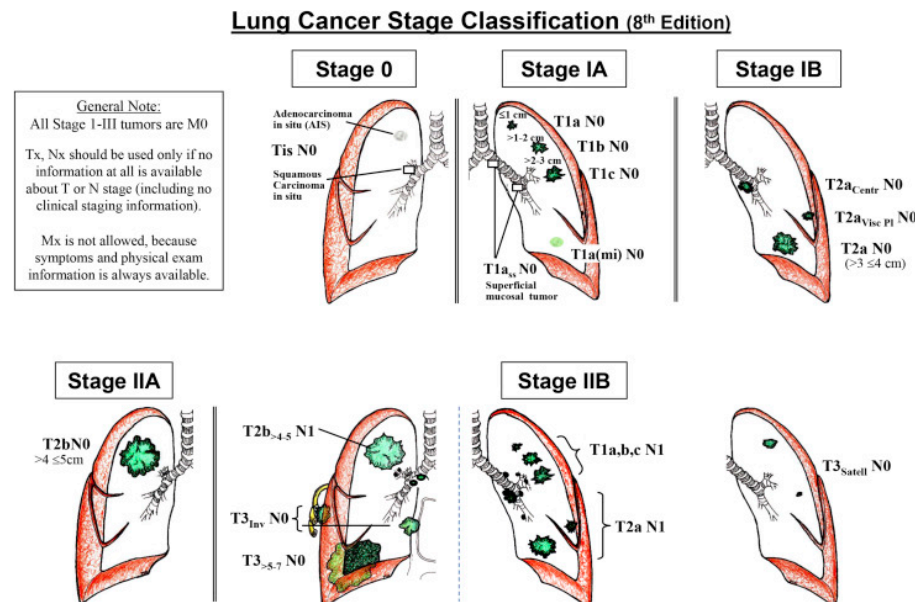 Lung Cancer Stage Classification (8th Edition)
Stage 0
Stage IA
Stage IB
General Note:
All Stage 1-III tumors are M0
Tx, Nx should be used only if no
information at all is available
about T or N stage (including no
clinical staging information).
Mx is not allowed, because
symptoms and physical exam
information is always available.
Adenocarcinoma
in situ (AIS)
Tis N0
Squamous
Carcinoma
in situ
≤1 cm
>1-2 cm
>2-3 cm
T1a N0
T1b N0
T1c N0
T1a(mi) N0
T1ass N0
Superficial
mucosal tumor
T2aCentr N0
T2aVisc Pl N0
T2a N0
(>3 ≤4 cm)
Stage IIA
Stage IIB
T2bN0
>4 ≤5cm
T2b>4-5 N1
T3Inv N0
T3>5-7 N0
T1a,b,c N1
T2a N1
T3Satell N0